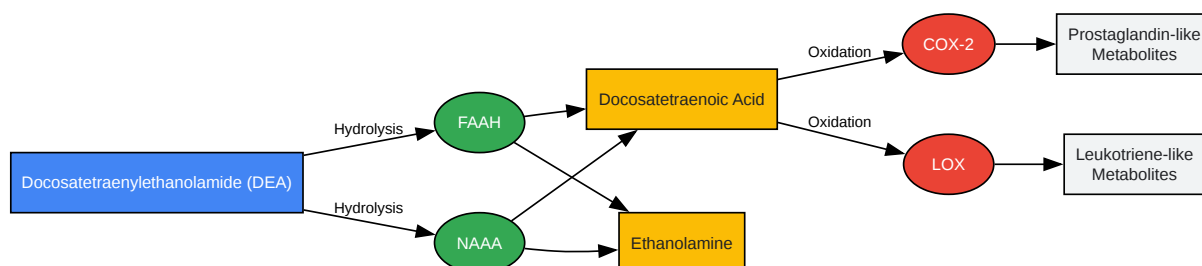 Docosatetraenylethanolamide (DEA)
Hydrolysis
Hydrolysis
FAAH
NAAA
Docosatetraenoic Acid
Ethanolamine
Oxidation
Oxidation
COX-2
LOX
Prostaglandin-like
Metabolites
Leukotriene-like
Metabolites